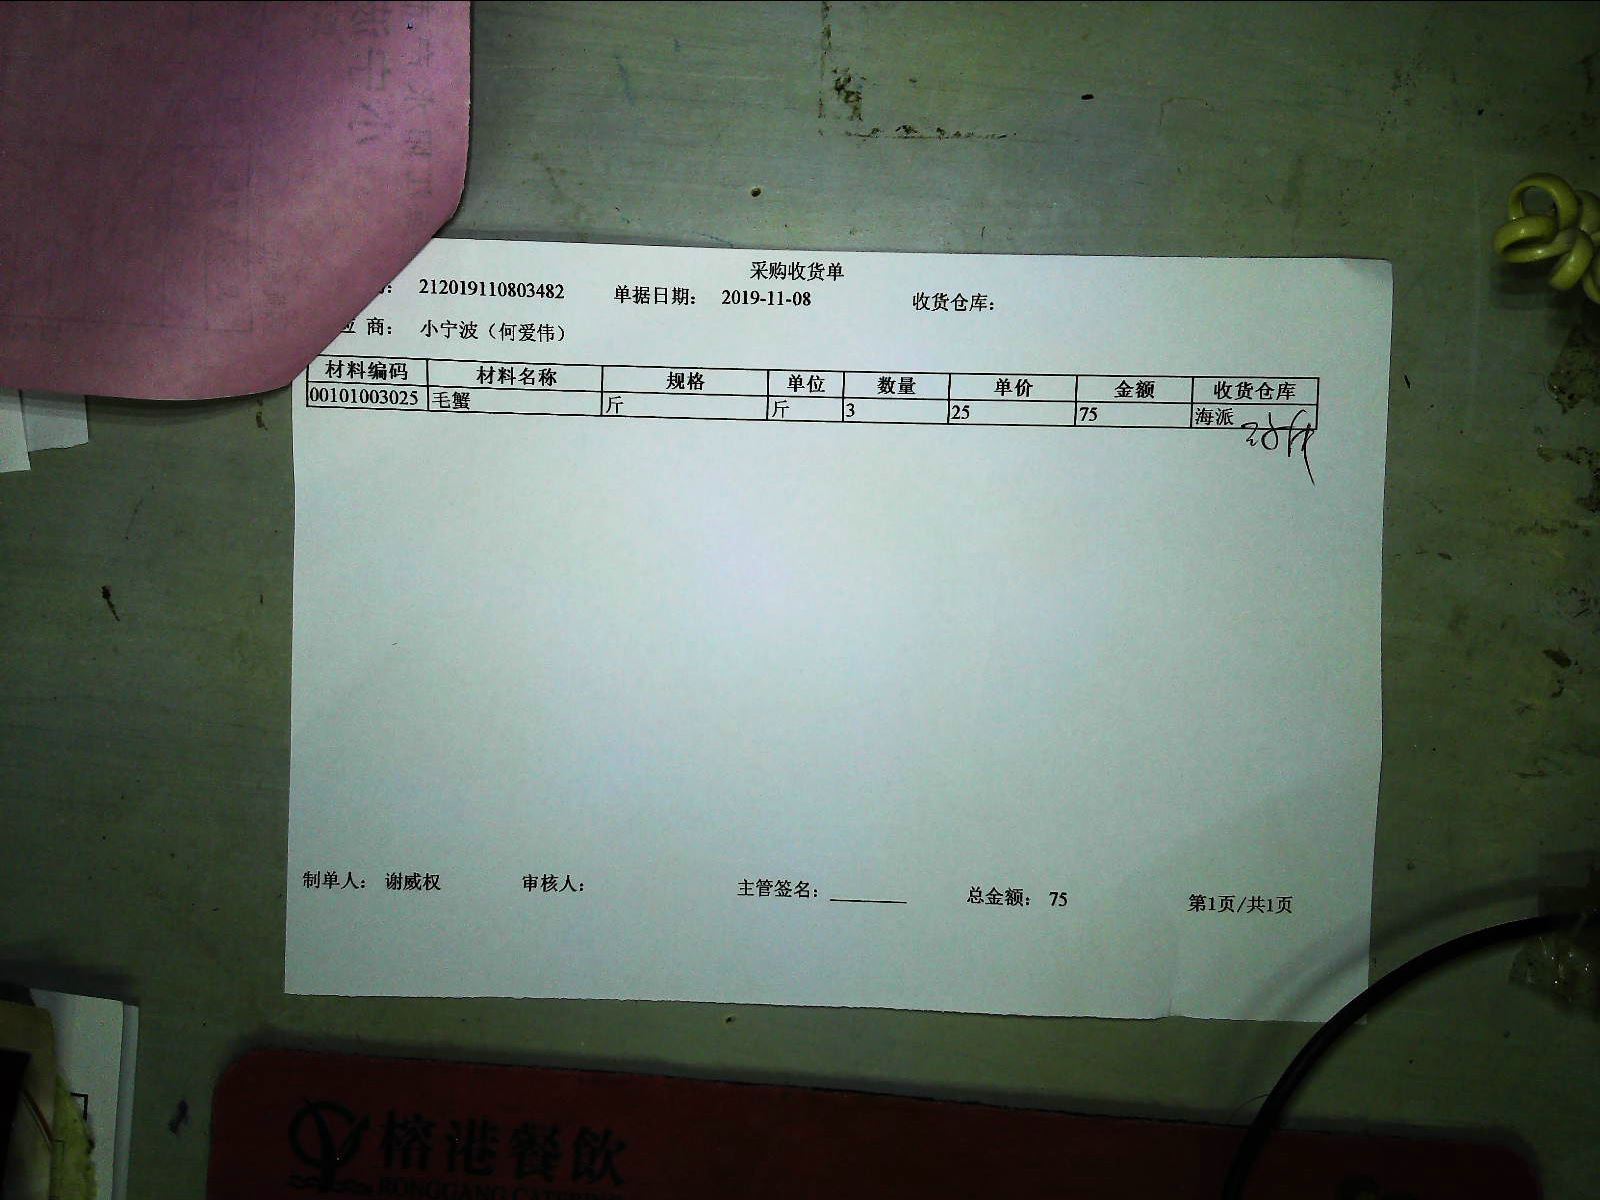 采购收货单
212019110803482 单据日期: 2019-11-08 收货仓库:
应 商: 小宁波（何爱伟）
材料编码 材料名称 规格 单位 数量 单价 金额 收货仓库
00101003025 毛蟹 斤 斤 3 25 75 海派
制单人: 谢威权 审核人: 主管签名: 总金额: 75 第1页/共1页
榕港餐飲
RONGGANG CATERING